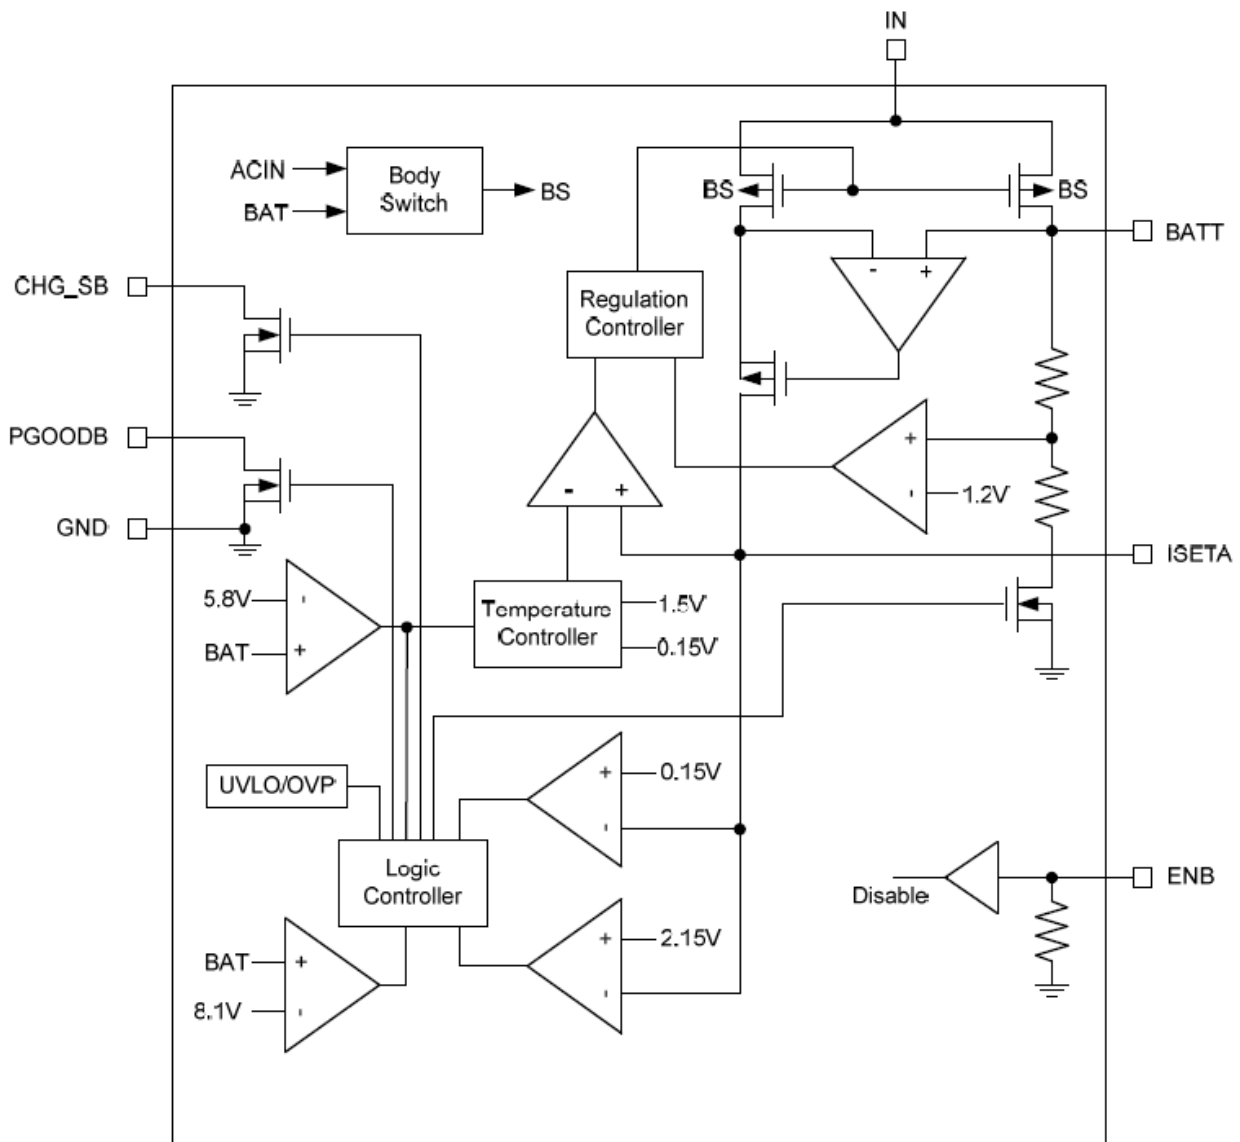 IN
ACIN
BAT
Body
Switch
BS
BS
BS
BATT
- +
CHG_SB
Regulation
Controller
PGOODB
+
- 1.2V
- +
GND
ISETA
5.8V -
BAT +
Temperature
Controller
1.5V
0.15V
UVLO/OVP
+ 0.15V
-
Logic
Controller
Disable
ENB
+ 2.15V
-
BAT +
8.1V -